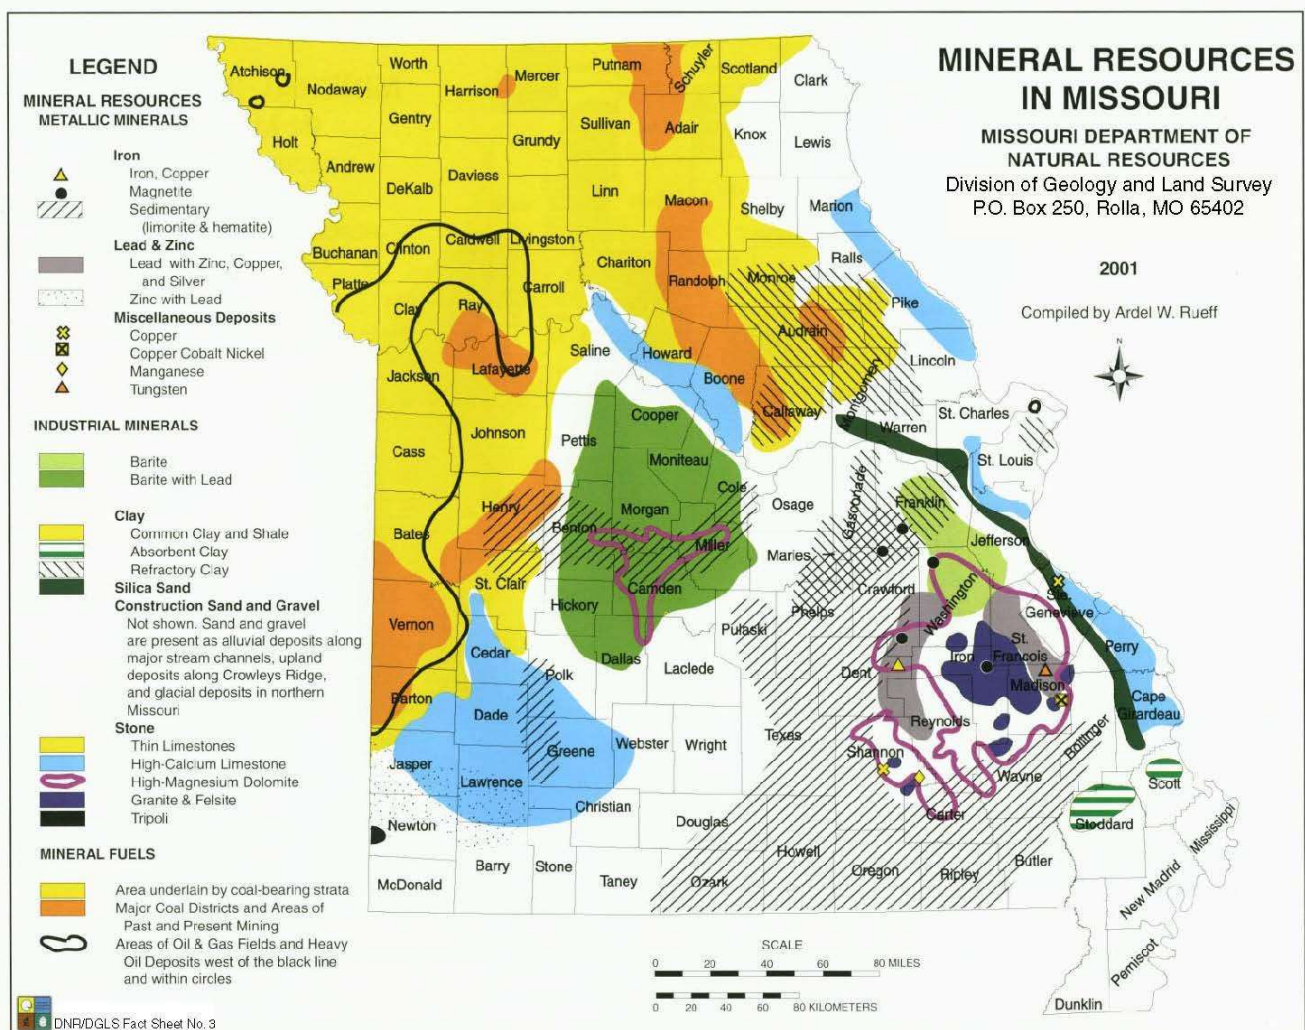 MINERAL RESOURCES
IN MISSOURI
MISSOURI DEPARTMENT OF
NATURAL RESOURCES
Division of Geology and Land Survey
P.O. Box 250, Rolla, MO 65402
2001
Compiled by Ardel W. Rueff
N
LEGEND
MINERAL RESOURCES
METALLIC MINERALS
Iron
Iron, Copper
Magnetite
Sedimentary
(limonite & hematite)
Lead & Zinc
Lead with Zinc, Copper,
and Silver
Zinc with Lead
Miscellaneous Deposits
Copper
Copper Cobalt Nickel
Manganese
Tungsten
INDUSTRIAL MINERALS
Barite
Barite with Lead
Clay
Common Clay and Shale
Absorbent Clay
Refractory Clay
Silica Sand
Construction Sand and Gravel
Not shown. Sand and gravel
are present as alluvial deposits along
major stream channels, upland
deposits along Crowleys Ridge,
and glacial deposits in northern
Missouri
Stone
Thin Limestones
High-Calcium Limestone
High-Magnesium Dolomite
Granite & Felsite
Tripoli
MINERAL FUELS
Area underlain by coal-bearing strata
Major Coal Districts and Areas of
Past and Present Mining
Areas of Oil & Gas Fields and Heavy
Oil Deposits west of the black line
and within circles
DNR/DGLS Fact Sheet No. 3
Atchison
Nodaway
Worth
Harrison
Mercer
Putnam
Schuyler
Scotland
Clark
Holt
Gentry
Grundy
Sullivan
Adair
Knox
Lewis
Andrew
DeKalb
Daviess
Linn
Macon
Shelby
Marion
Buchanan
Clinton
Caldwell
Livingston
Chariton
Randolph
Monroe
Ralls
Platte
Clay
Ray
Carroll
Audrain
Pike
Saline
Howard
Boone
Callaway
Montgomery
Lincoln
Jackson
Lafayette
Cooper
Warren
St. Charles
Cass
Johnson
Pettis
Moniteau
Cole
Osage
Gasconade
Franklin
St. Louis
Bates
Henry
Benton
Morgan
Miller
Maries
Jefferson
St. Clair
Hickory
Camden
Pulaski
Phelps
Crawford
Washington
Ste.
Genevieve
Vernon
Cedar
Polk
Dallas
Laclede
Dent
Iron
St.
Francois
Madison
Perry
Barton
Dade
Greene
Webster
Wright
Texas
Reynolds
Bollinger
Cape
Girardeau
Jasper
Lawrence
Christian
Douglas
Shannon
Wayne
Carter
Scott
Newton
Barry
Stone
Taney
Ozark
Howell
Oregon
Ripley
Butler
Stoddard
Mississippi
McDonald
New Madrid
Pemiscot
Dunklin
SCALE
0 20 40 60 80 MILES
0 20 40 60 80 KILOMETERS